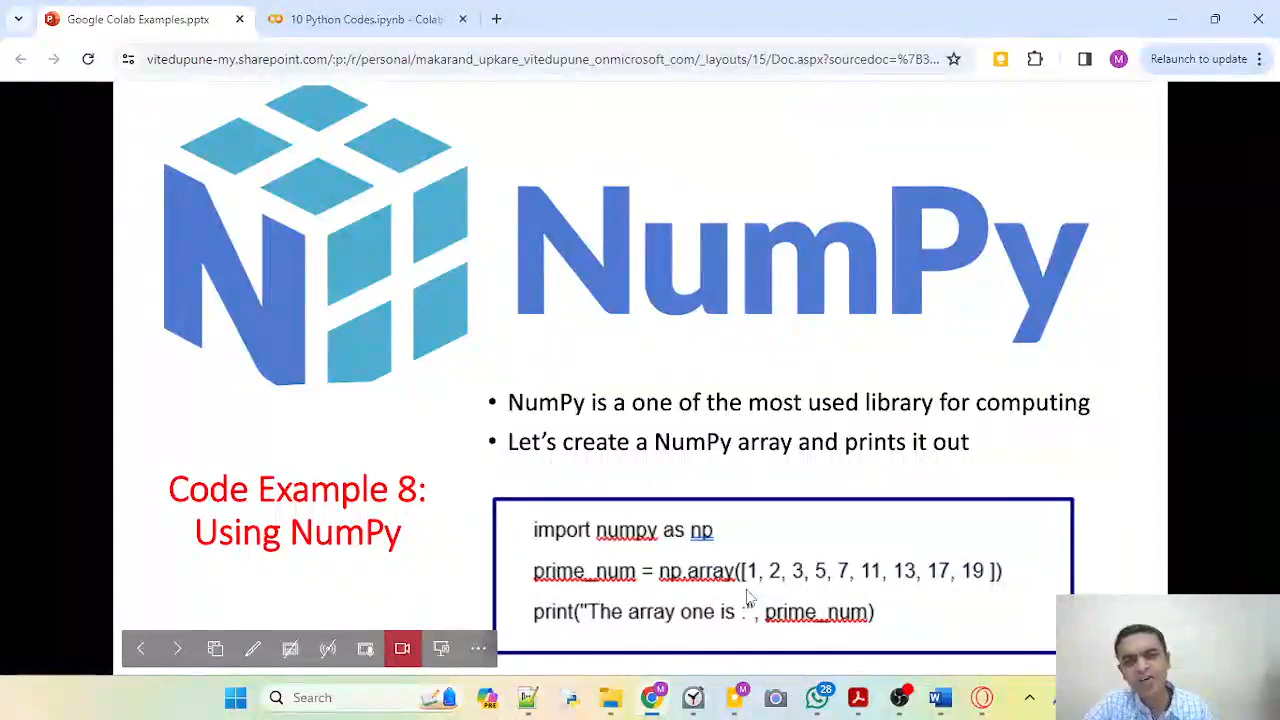 Google Colab Examples.pptx
10 Python Codes.ipynb - Colab
vitedupune-my.sharepoint.com/:p:/r/personal/makarand_upkare_vitedupune_onmicrosoft_com/_layouts/15/Doc.aspx?sourcedoc=%7B3...
M
Relaunch to update
N
NumPy
• NumPy is a one of the most used library for computing
• Let's create a NumPy array and prints it out
Code Example 8:
Using NumPy
import numpy as np
prime_num = np.array([1, 2, 3, 5, 7, 11, 13, 17, 19 ])
print("The array one is :", prime_num)
Search
PRE
M
M
28